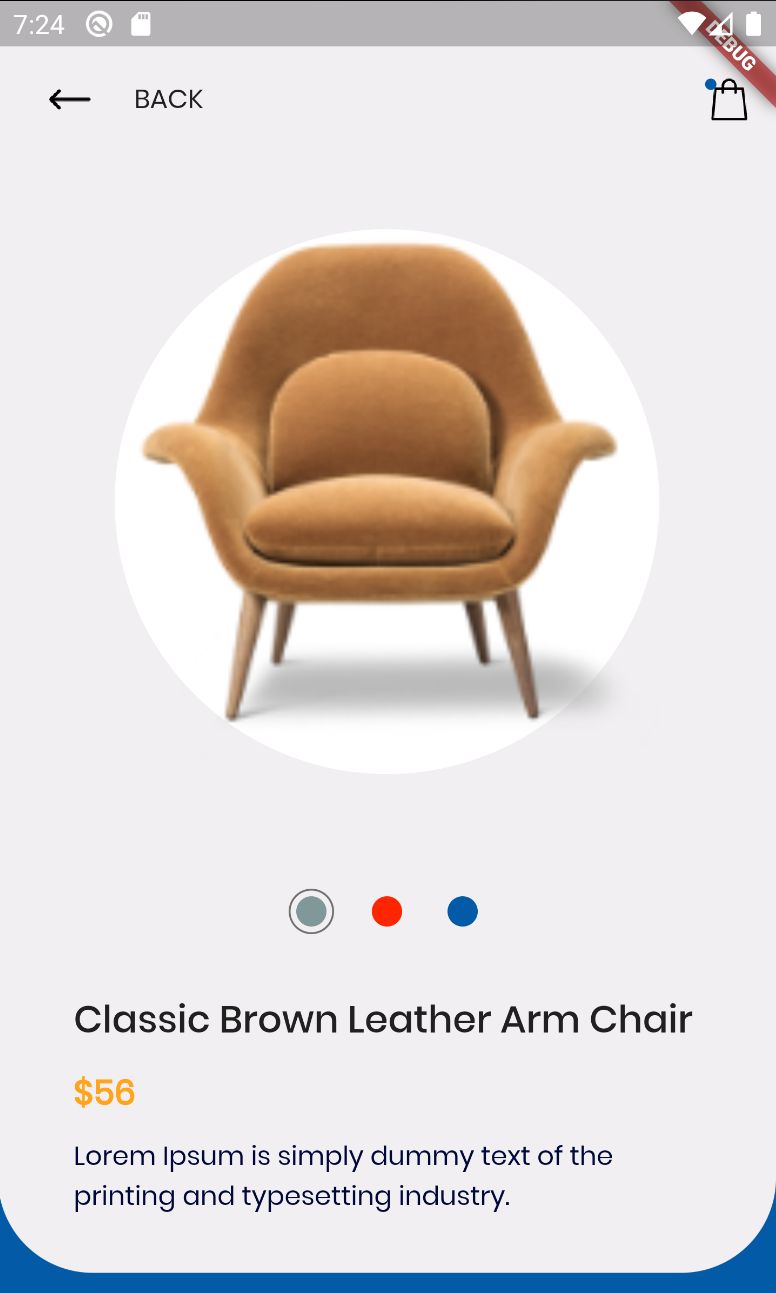 7:24
DEBUG
BACK
Classic Brown Leather Arm Chair
$56
Lorem Ipsum is simply dummy text of the
printing and typesetting industry.